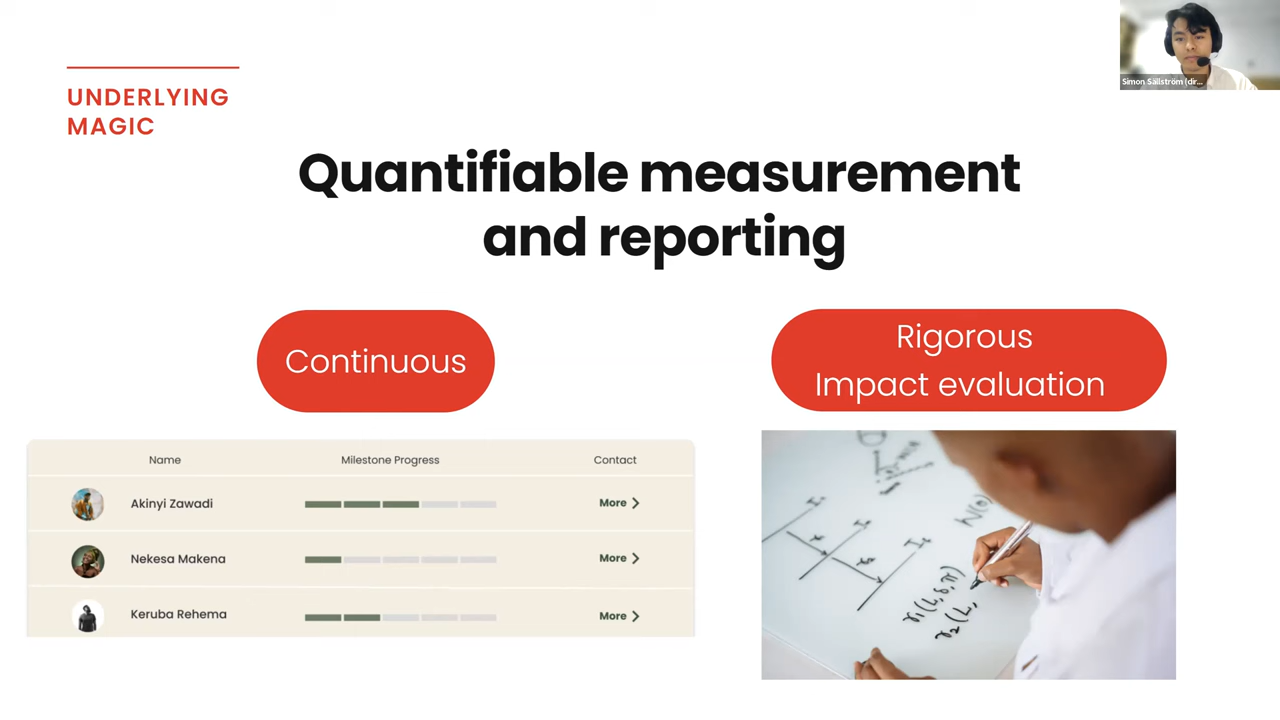 Simon Sällström (dir...
UNDERLYING
MAGIC
Quantifiable measurement
and reporting
Continuous
Rigorous
Impact evaluation
Name Milestone Progress Contact
Akinyi Zawadi More
Nekesa Makena More
Keruba Rehema More